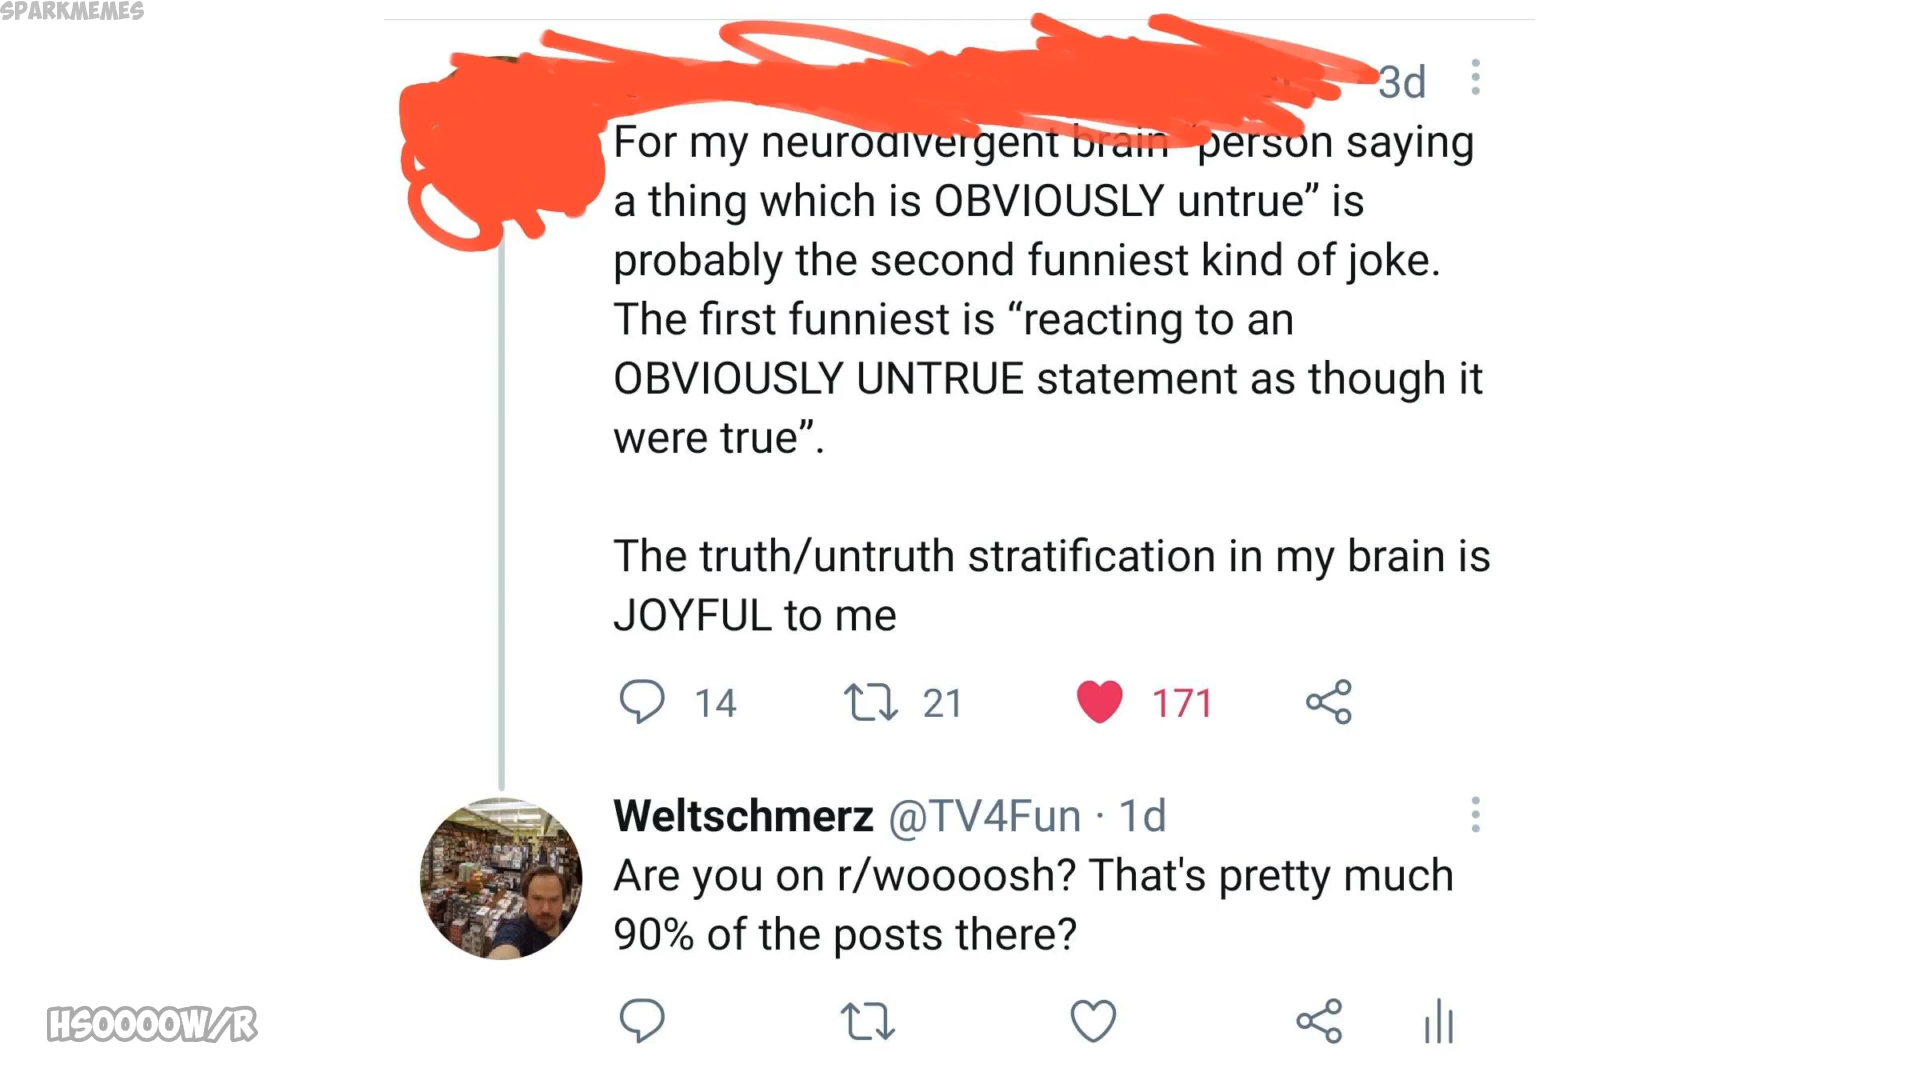 SPARKMEMES
3d
For my neurodivergent brain "person saying
a thing which is OBVIOUSLY untrue” is
probably the second funniest kind of joke.
The first funniest is “reacting to an
OBVIOUSLY UNTRUE statement as though it
were true”.
The truth/untruth stratification in my brain is
JOYFUL to me
14 21 171
Weltschmerz @TV4Fun · 1d
Are you on r/woooosh? That's pretty much
90% of the posts there?
HSOOOOW/R